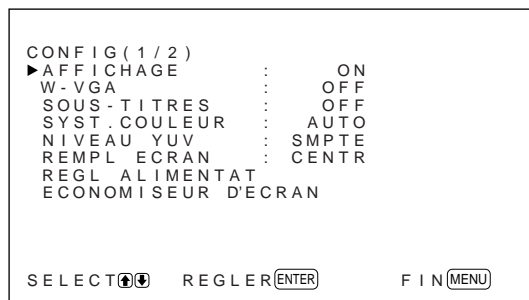 CONFIG(1/2)
▶AFFICHAGE : ON
W-VGA : OFF
SOUS-TITRES : OFF
SYST.COULEUR : AUTO
NIVEAU YUV : SMPTE
REMPL ECRAN : CENTR
REGL ALIMENTAT
ECONOMISEUR D'ECRAN
SELECT🡅🡇 REGLER ENTER FIN MENU